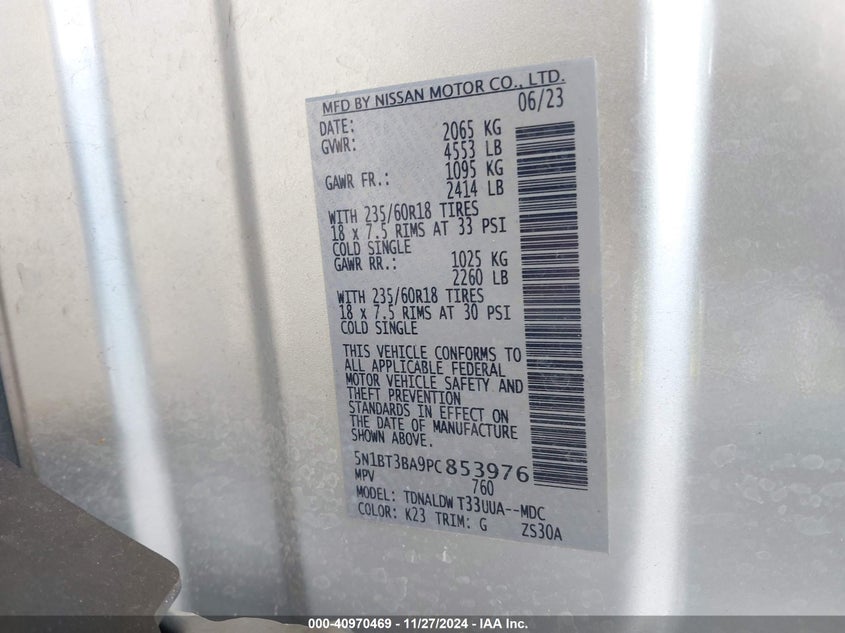 MFD BY NISSAN MOTOR CO., LTD.
DATE: 06/23
GVWR: 2065 KG
4553 LB
GAWR FR.: 1095 KG
2414 LB
WITH 235/60R18 TIRES
18 x 7.5 RIMS AT 33 PSI
COLD SINGLE
GAWR RR.: 1025 KG
2260 LB
WITH 235/60R18 TIRES
18 x 7.5 RIMS AT 30 PSI
COLD SINGLE
THIS VEHICLE CONFORMS TO
ALL APPLICABLE FEDERAL
MOTOR VEHICLE SAFETY AND
THEFT PREVENTION
STANDARDS IN EFFECT ON
THE DATE OF MANUFACTURE
SHOWN ABOVE.
5N1BT3BA9PC853976
MPV 760
MODEL: TDNALDW T33UUA--MDC
COLOR: K23 TRIM: G ZS30A
000-40970469 - 11/27/2024 - IAA Inc.